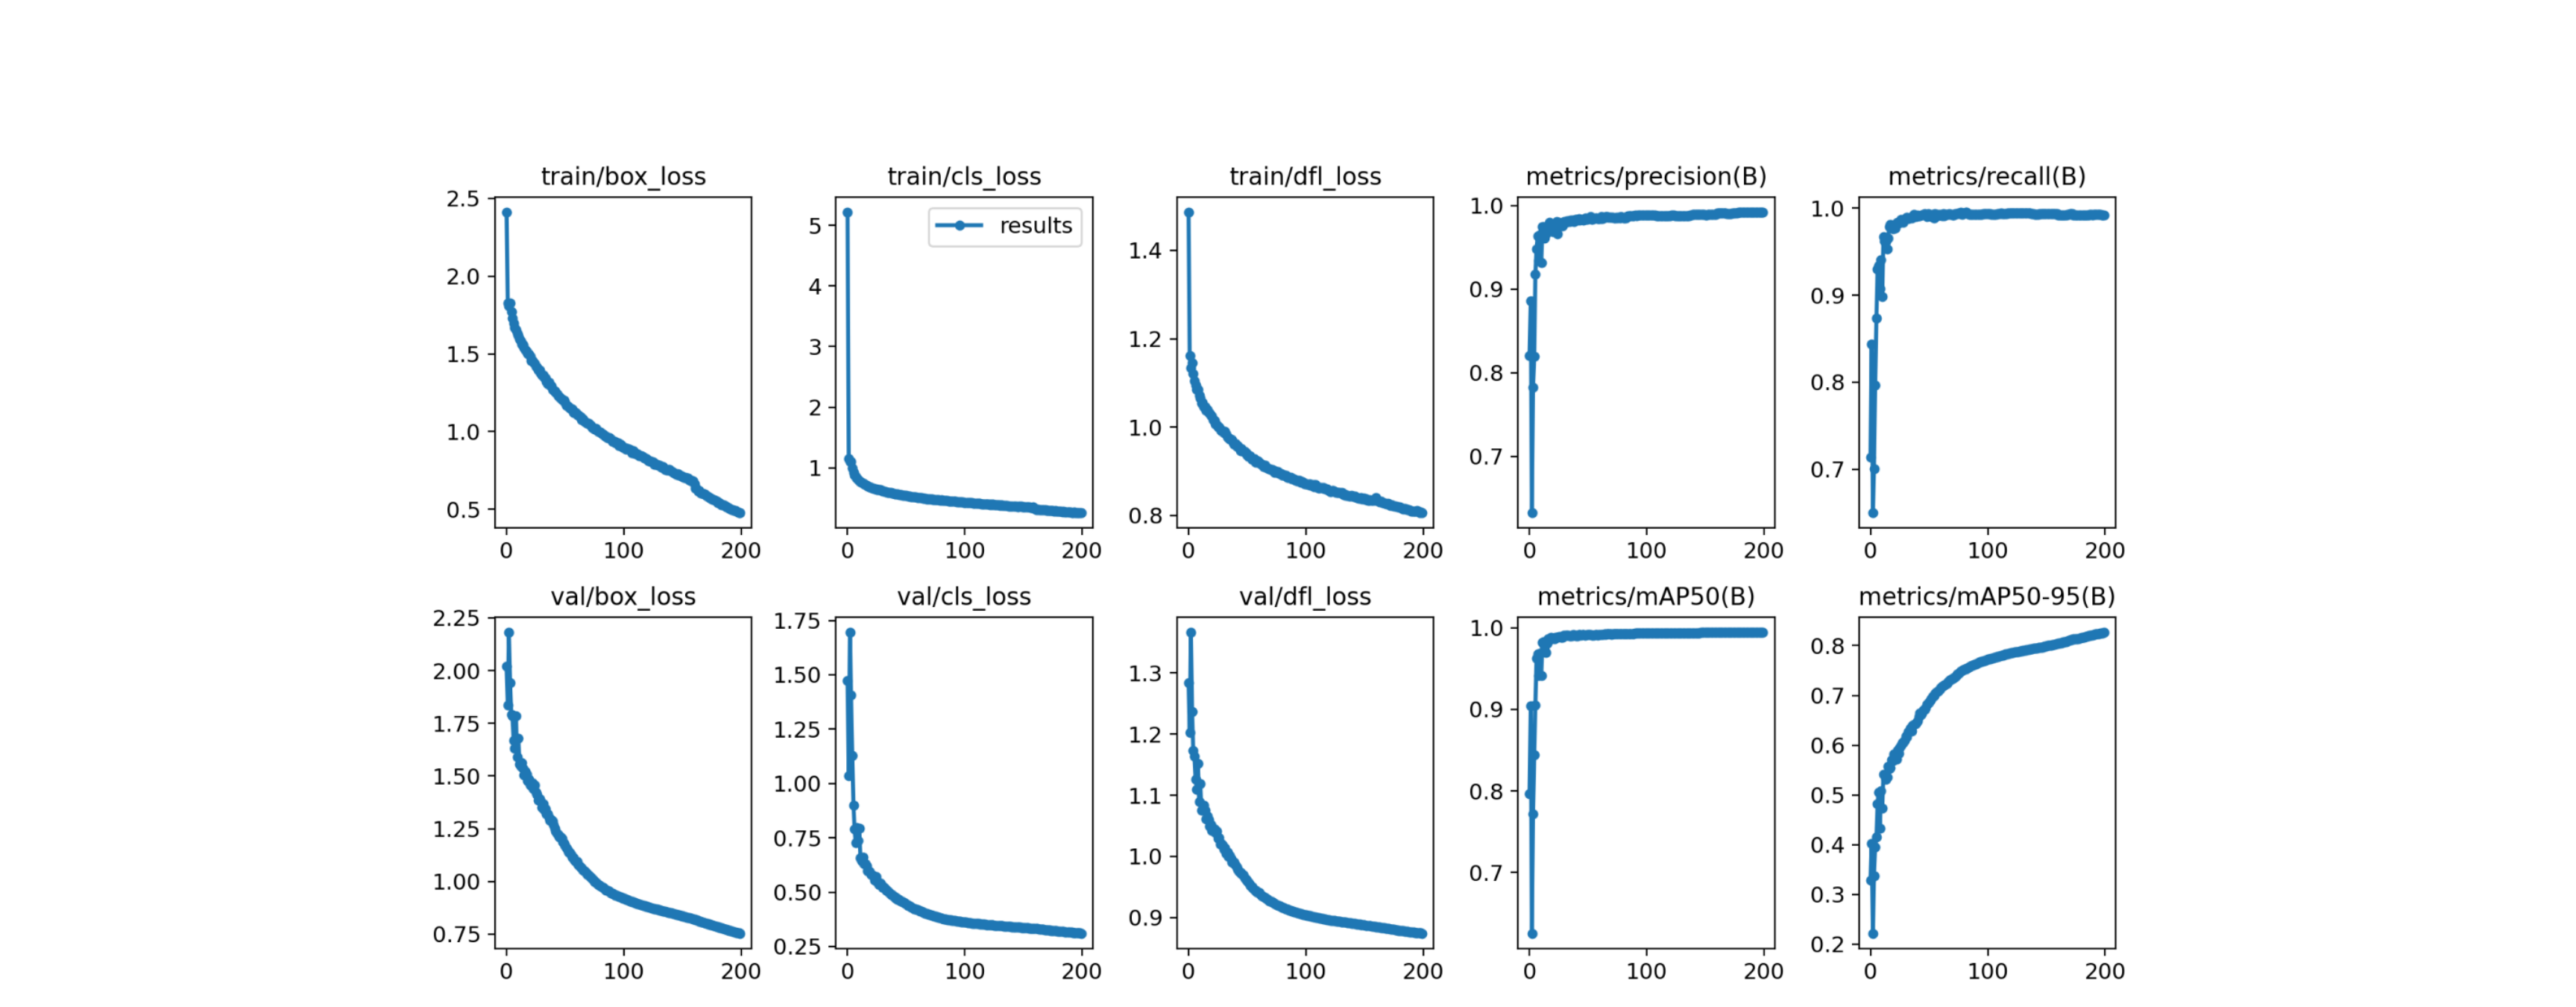 train/box_loss
train/cls_loss
train/dfl_loss
metrics/precision(B)
metrics/recall(B)
2.5
2.0
1.5
1.0
0.5
0 100 200
5
4
3
2
1
results
0 100 200
1.4
1.2
1.0
0.8
0 100 200
1.0
0.9
0.8
0.7
0 100 200
1.0
0.9
0.8
0.7
0 100 200
val/box_loss
val/cls_loss
val/dfl_loss
metrics/mAP50(B)
metrics/mAP50-95(B)
2.25
2.00
1.75
1.50
1.25
1.00
0.75
0 100 200
1.75
1.50
1.25
1.00
0.75
0.50
0.25
0 100 200
1.3
1.2
1.1
1.0
0.9
0 100 200
1.0
0.9
0.8
0.7
0 100 200
0.8
0.7
0.6
0.5
0.4
0.3
0.2
0 100 200